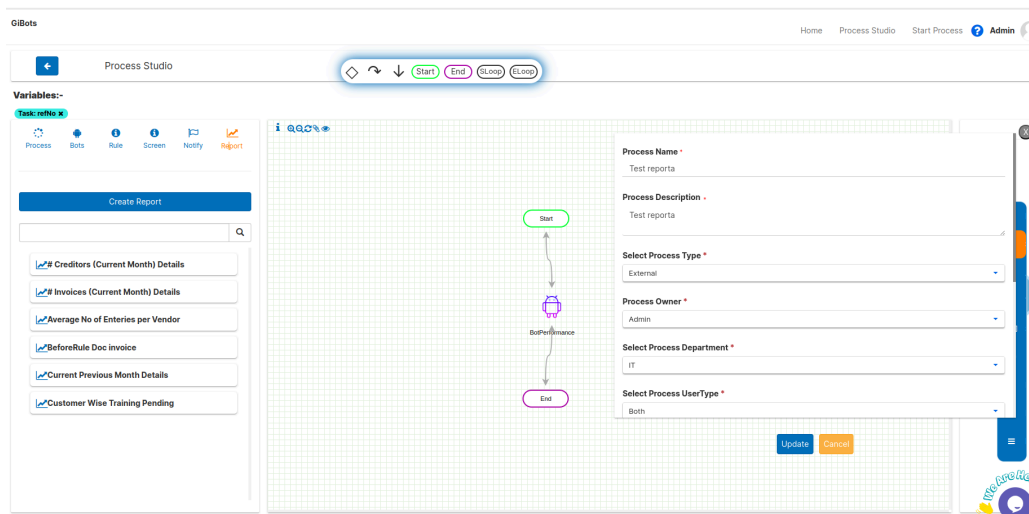 GiBots
Home Process Studio Start Process ? Admin
Process Studio
Start End SLoop ELoop
Variables:-
Task: refNo x
Process Bots Rule Screen Notify Report
Create Report
# Creditors (Current Month) Details
# Invoices (Current Month) Details
Average No of Enteries per Vendor
BeforeRule Doc invoice
Current Previous Month Details
Customer Wise Training Pending
Start
BotPerformance
End
X
Process Name *
Test reporta
Process Description *
Test reporta
Select Process Type *
External
Process Owner *
Admin
Select Process Department *
IT
Select Process UserType *
Both
Update Cancel
We Are He